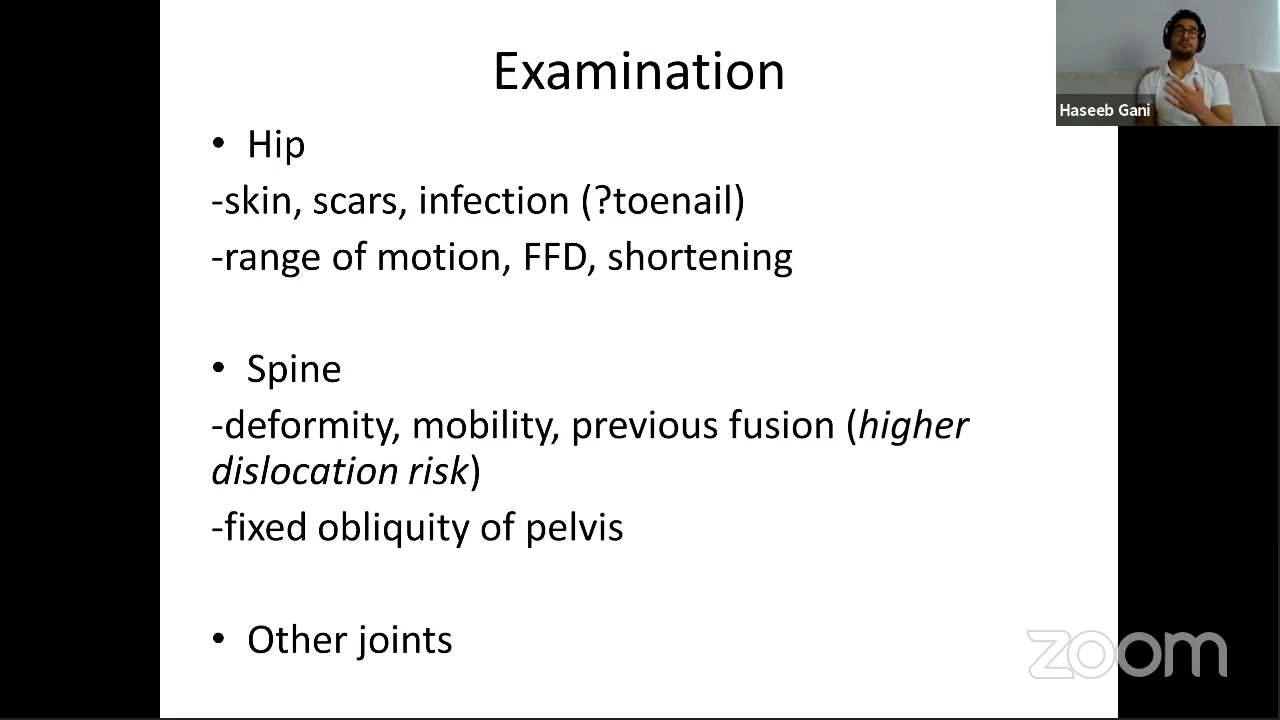 Examination
Haseeb Gani
• Hip
-skin, scars, infection (?toenail)
-range of motion, FFD, shortening
• Spine
-deformity, mobility, previous fusion (higher
dislocation risk)
-fixed obliquity of pelvis
• Other joints
zoom